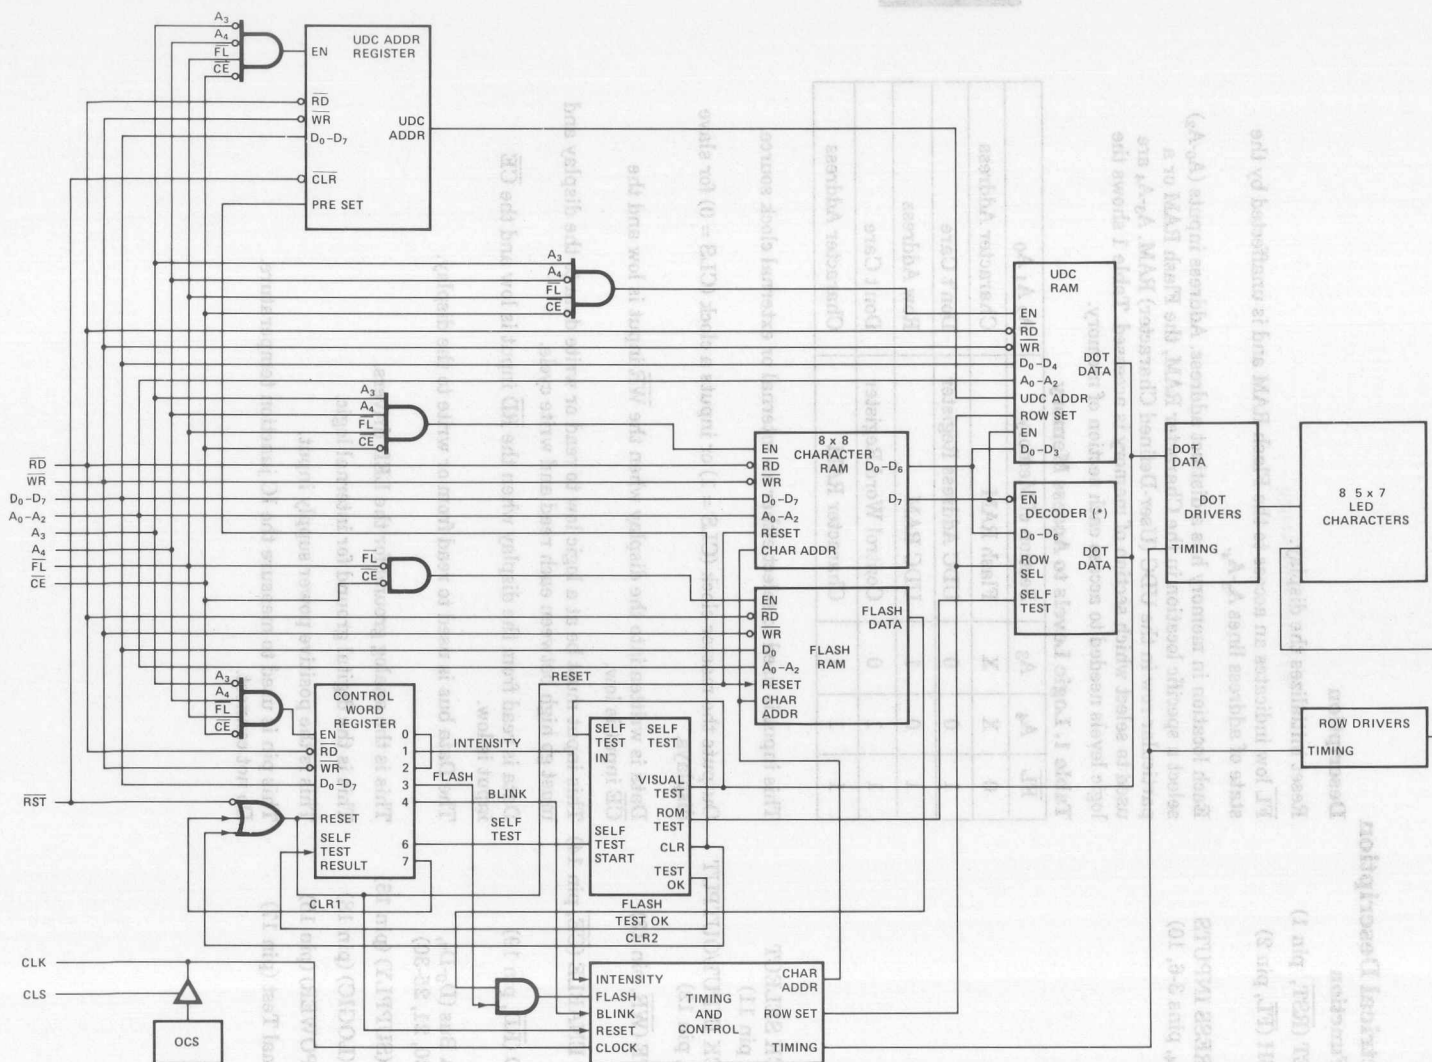 A3
A4
FL
CE
EN
UDC ADDR
REGISTER
RD
WR
D0–D7
UDC
ADDR
CLR
PRE SET
A3
A4
FL
CE
UDC
RAM
EN
RD
WR
D0–D4
A0–A2
UDC ADDR
ROW SET
EN
D0–D3
DOT
DATA
A3
A4
FL
CE
8 x 8
CHARACTER
RAM
EN
RD
WR
D0–D7
A0–A2
RESET
CHAR ADDR
D0–D6
D7
EN
DECODER (*)
D0–D6
ROW
SEL
DOT
DATA
SELF
TEST
DOT
DATA
DOT
DRIVERS
TIMING
8 5 x 7
LED
CHARACTERS
RD
WR
D0–D7
A0–A2
A3
A4
FL
CE
FL
CE
EN
RD
WR
D0
A0–A2
RESET
CHAR
ADDR
FLASH
DATA
FLASH
RAM
ROW DRIVERS
TIMING
RESET
A3
A4
FL
CE
CONTROL
WORD
REGISTER
EN
RD
WR
D0–D7
RESET
SELF
TEST
RESULT
0
1
2
3
4
6
7
INTENSITY
FLASH
BLINK
SELF
TEST
SELF
TEST
IN
SELF
TEST
VISUAL
TEST
ROM
TEST
SELF
TEST
START
CLR
TEST
OK
RST
CLR1
FLASH
TEST OK
CLR2
CLK
CLS
OCS
INTENSITY
FLASH
BLINK
RESET
CLOCK
TIMING
AND
CONTROL
CHAR
ADDR
ROW SET
TIMING